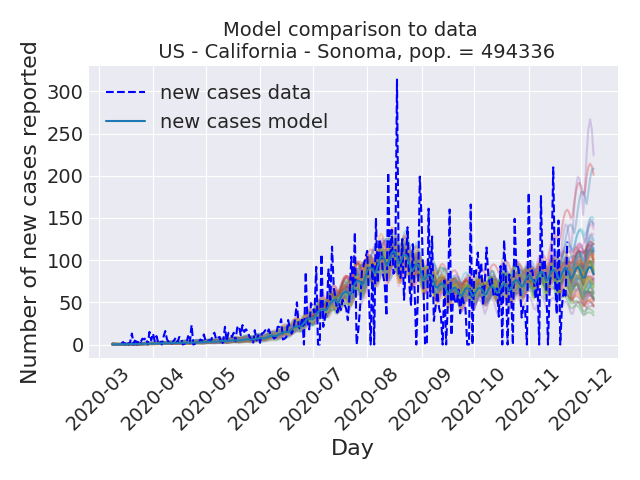 Model comparison to data
US - California - Sonoma, pop. = 494336
Number of new cases reported
300
250
200
150
100
50
0
new cases data
new cases model
2020-03
2020-04
2020-05
2020-06
2020-07
2020-08
2020-09
2020-10
2020-11
2020-12
Day